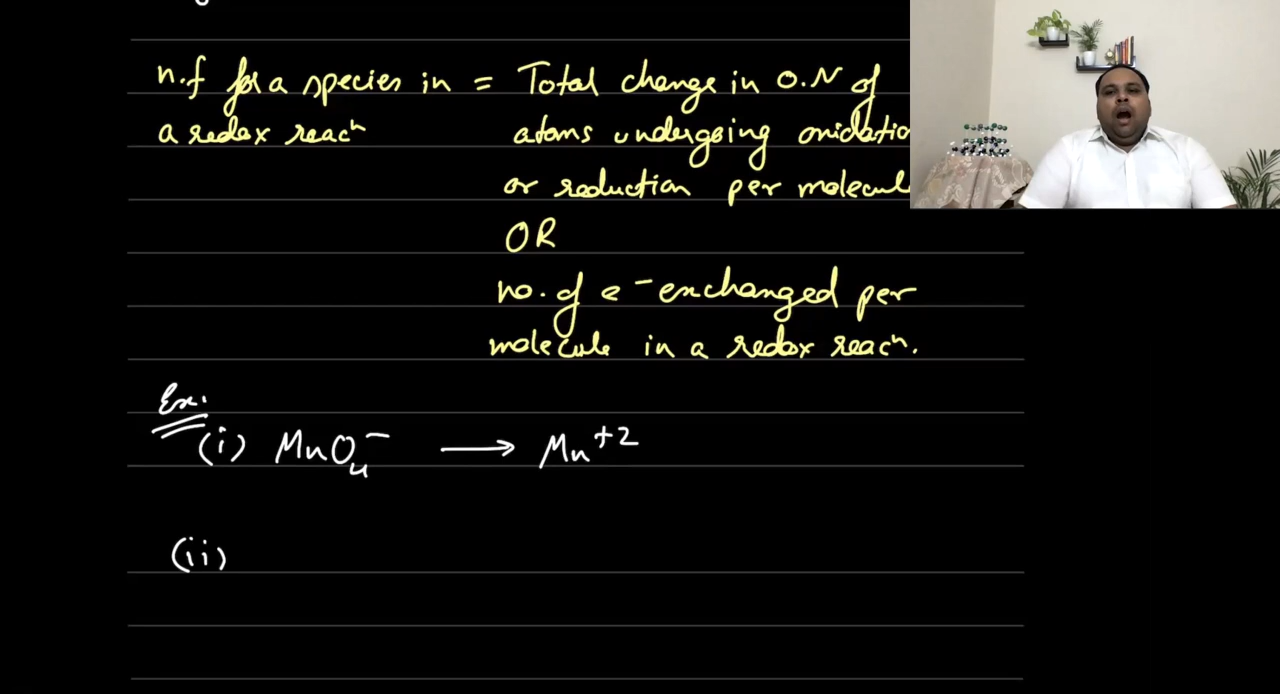 n.f for a species in = Total change in O.N of
a redox reacn atoms undergoing oxidatio
or reduction per molecul
OR
no. of e⁻ exchanged per
molecule in a redox reacn.
Ex.
(i) MnO₄⁻ ⟶ Mn⁺²
(ii)